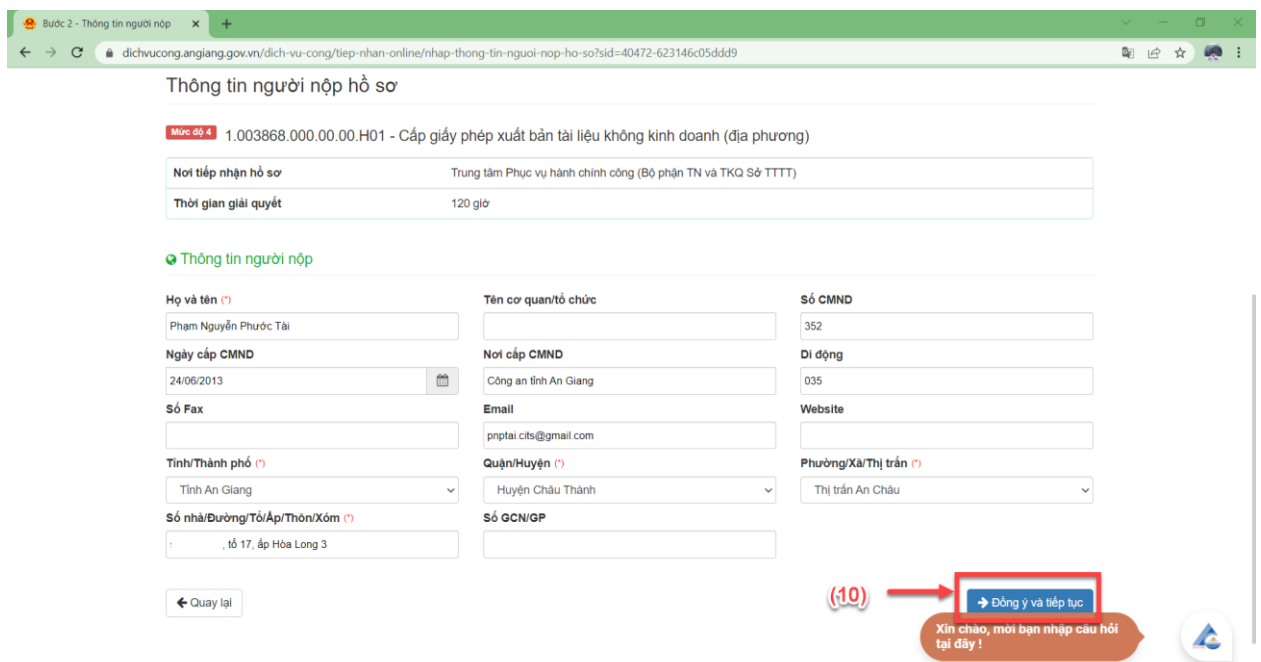 Bước 2 - Thông tin người nộp
dichvucong.angiang.gov.vn/dich-vu-cong/tiep-nhan-online/nhap-thong-tin-nguoi-nop-ho-so?sid=40472-623146c05ddd9
Thông tin người nộp hồ sơ
Mức độ 4 1.003868.000.00.00.H01 - Cấp giấy phép xuất bản tài liệu không kinh doanh (địa phương)
Nơi tiếp nhận hồ sơ Trung tâm Phục vụ hành chính công (Bộ phận TN và TKQ Sở TTTT)
Thời gian giải quyết 120 giờ
Thông tin người nộp
Họ và tên (*) Tên cơ quan/tổ chức Số CMND
Phạm Nguyễn Phước Tài 352
Ngày cấp CMND Nơi cấp CMND Di động
24/06/2013 Công an tỉnh An Giang 035
Số Fax Email Website
pnptai.cits@gmail.com
Tỉnh/Thành phố (*) Quận/Huyện (*) Phường/Xã/Thị trấn (*)
Tỉnh An Giang Huyện Châu Thành Thị trấn An Châu
Số nhà/Đường/Tổ/Ấp/Thôn/Xóm (*) Số GCN/GP
, tổ 17, ấp Hòa Long 3
Quay lại (10) Đồng ý và tiếp tục
Xin chào, mời bạn nhập câu hỏi
tại đây !